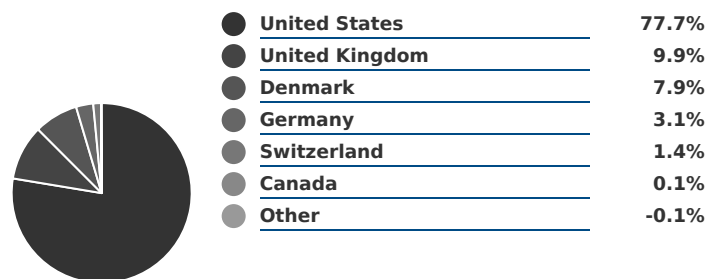 United States 77.7%
United Kingdom 9.9%
Denmark 7.9%
Germany 3.1%
Switzerland 1.4%
Canada 0.1%
Other -0.1%